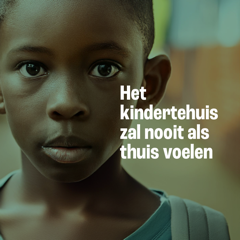 Het
kindertehuis
zal nooit als
thuis voelen